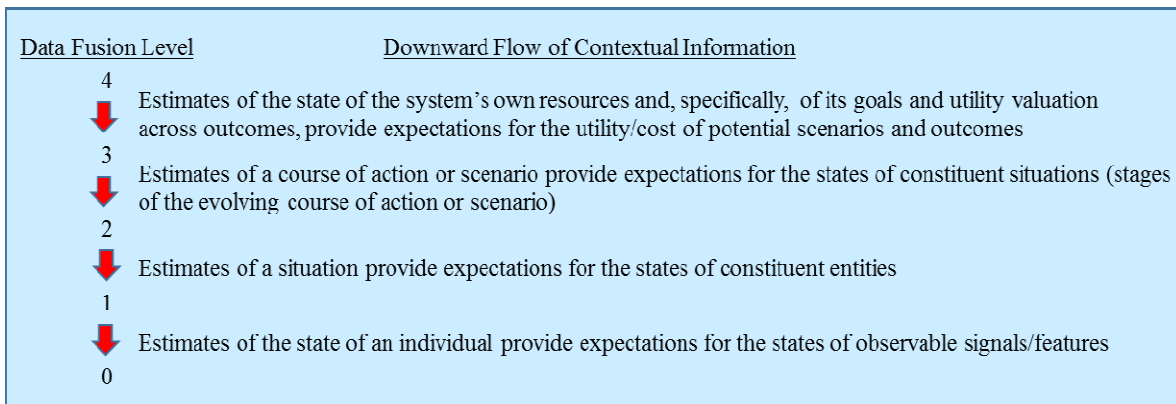 Data Fusion Level Downward Flow of Contextual Information
4
Estimates of the state of the system's own resources and, specifically, of its goals and utility valuation
across outcomes, provide expectations for the utility/cost of potential scenarios and outcomes
3
Estimates of a course of action or scenario provide expectations for the states of constituent situations (stages
of the evolving course of action or scenario)
2
Estimates of a situation provide expectations for the states of constituent entities
1
Estimates of the state of an individual provide expectations for the states of observable signals/features
0